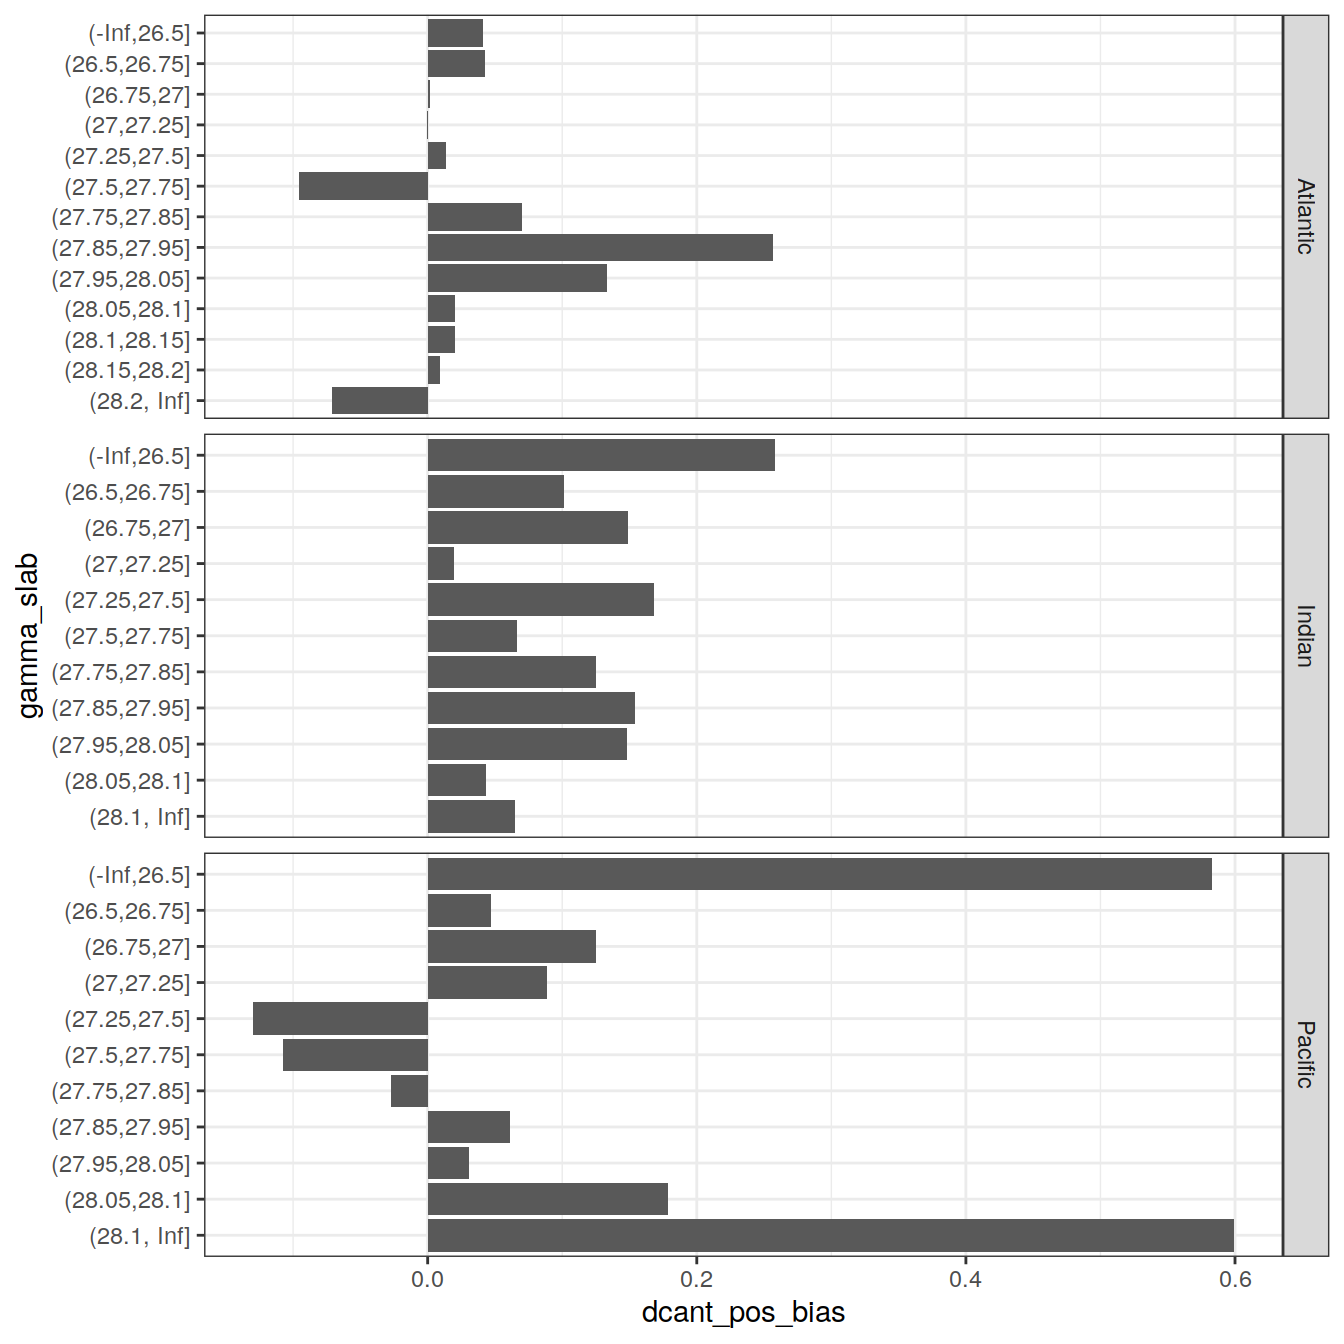 (-Inf,26.5]
(26.5,26.75]
(26.75,27]
(27,27.25]
(27.25,27.5]
(27.5,27.75]
(27.75,27.85]
(27.85,27.95]
(27.95,28.05]
(28.05,28.1]
(28.1,28.15]
(28.15,28.2]
(28.2, Inf]
Atlantic
(-Inf,26.5]
(26.5,26.75]
(26.75,27]
(27,27.25]
(27.25,27.5]
(27.5,27.75]
(27.75,27.85]
(27.85,27.95]
(27.95,28.05]
(28.05,28.1]
(28.1, Inf]
Indian
gamma_slab
(-Inf,26.5]
(26.5,26.75]
(26.75,27]
(27,27.25]
(27.25,27.5]
(27.5,27.75]
(27.75,27.85]
(27.85,27.95]
(27.95,28.05]
(28.05,28.1]
(28.1, Inf]
Pacific
0.0 0.2 0.4 0.6
dcant_pos_bias